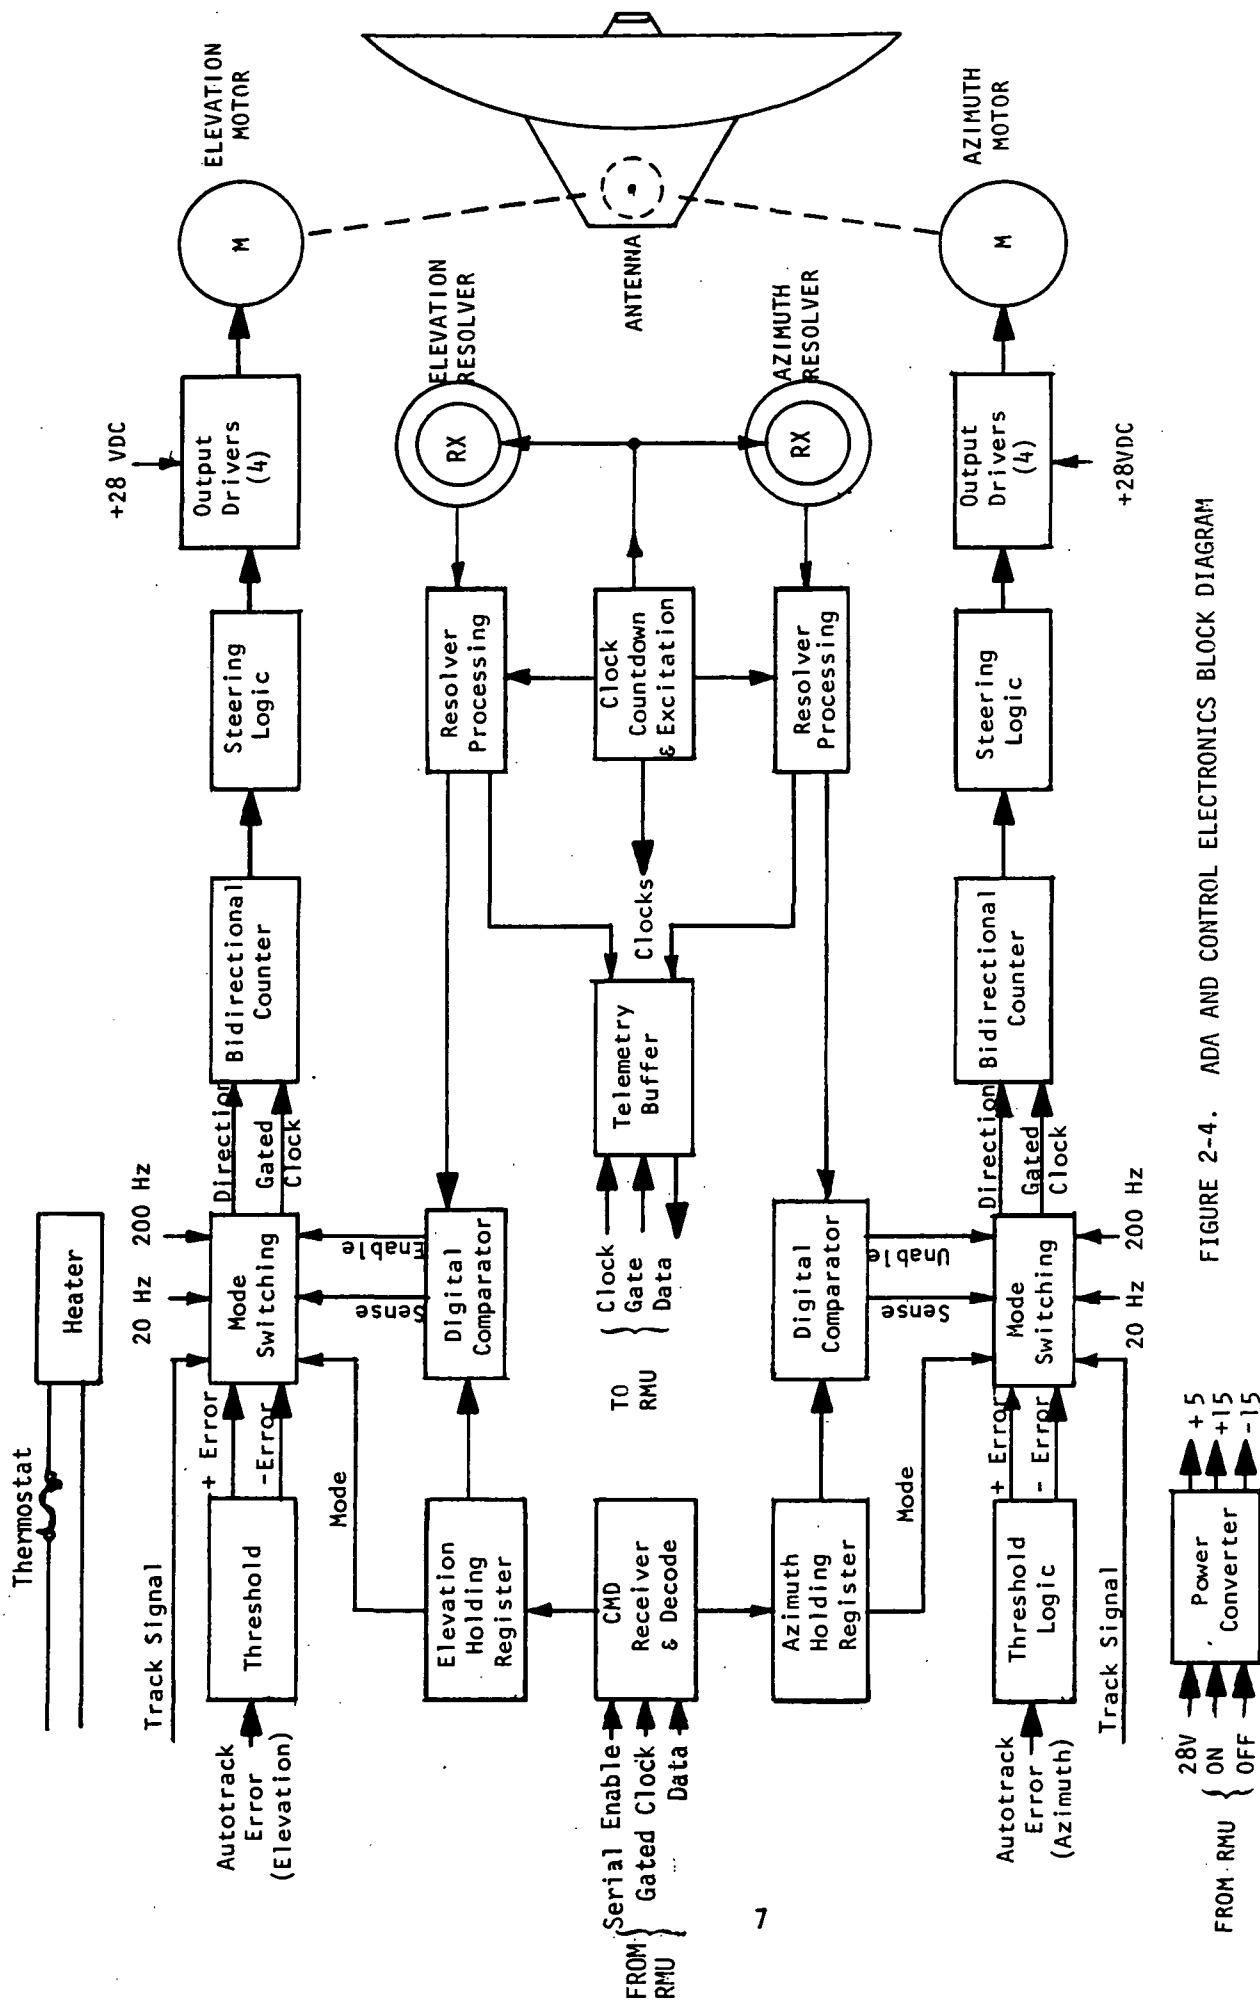 Thermostat
Heater
Track Signal
20 Hz
200 Hz
+28 VDC
ELEVATION
MOTOR
Autotrack
Error
(Elevation)
Threshold
+ Error
-Error
Mode
Switching
Direction
Gated
Clock
Bidirectional
Counter
Steering
Logic
Output
Drivers
(4)
M
Mode
Sense
Enable
Elevation
Holding
Register
Digital
Comparator
Resolver
Processing
RX
ELEVATION
RESOLVER
FROM
RMU
Serial Enable
Gated Clock
Data
CMD
Receiver
& Decode
TO
RMU
Clock
Gate
Data
Telemetry
Buffer
Clocks
Clock
Countdown
& Excitation
ANTENNA
Azimuth
Holding
Register
Digital
Comparator
Resolver
Processing
RX
AZIMUTH
RESOLVER
Mode
Sense
Unable
Autotrack
Error
(Azimuth)
Threshold
Logic
+ Error
- Error
Mode
Switching
Direction
Gated
Clock
Bidirectional
Counter
Steering
Logic
Output
Drivers
(4)
M
AZIMUTH
MOTOR
Track Signal
20 Hz
200 Hz
+28VDC
FROM RMU
28V
ON
OFF
Power
Converter
+ 5
+15
-15
FIGURE 2-4. ADA AND CONTROL ELECTRONICS BLOCK DIAGRAM
7